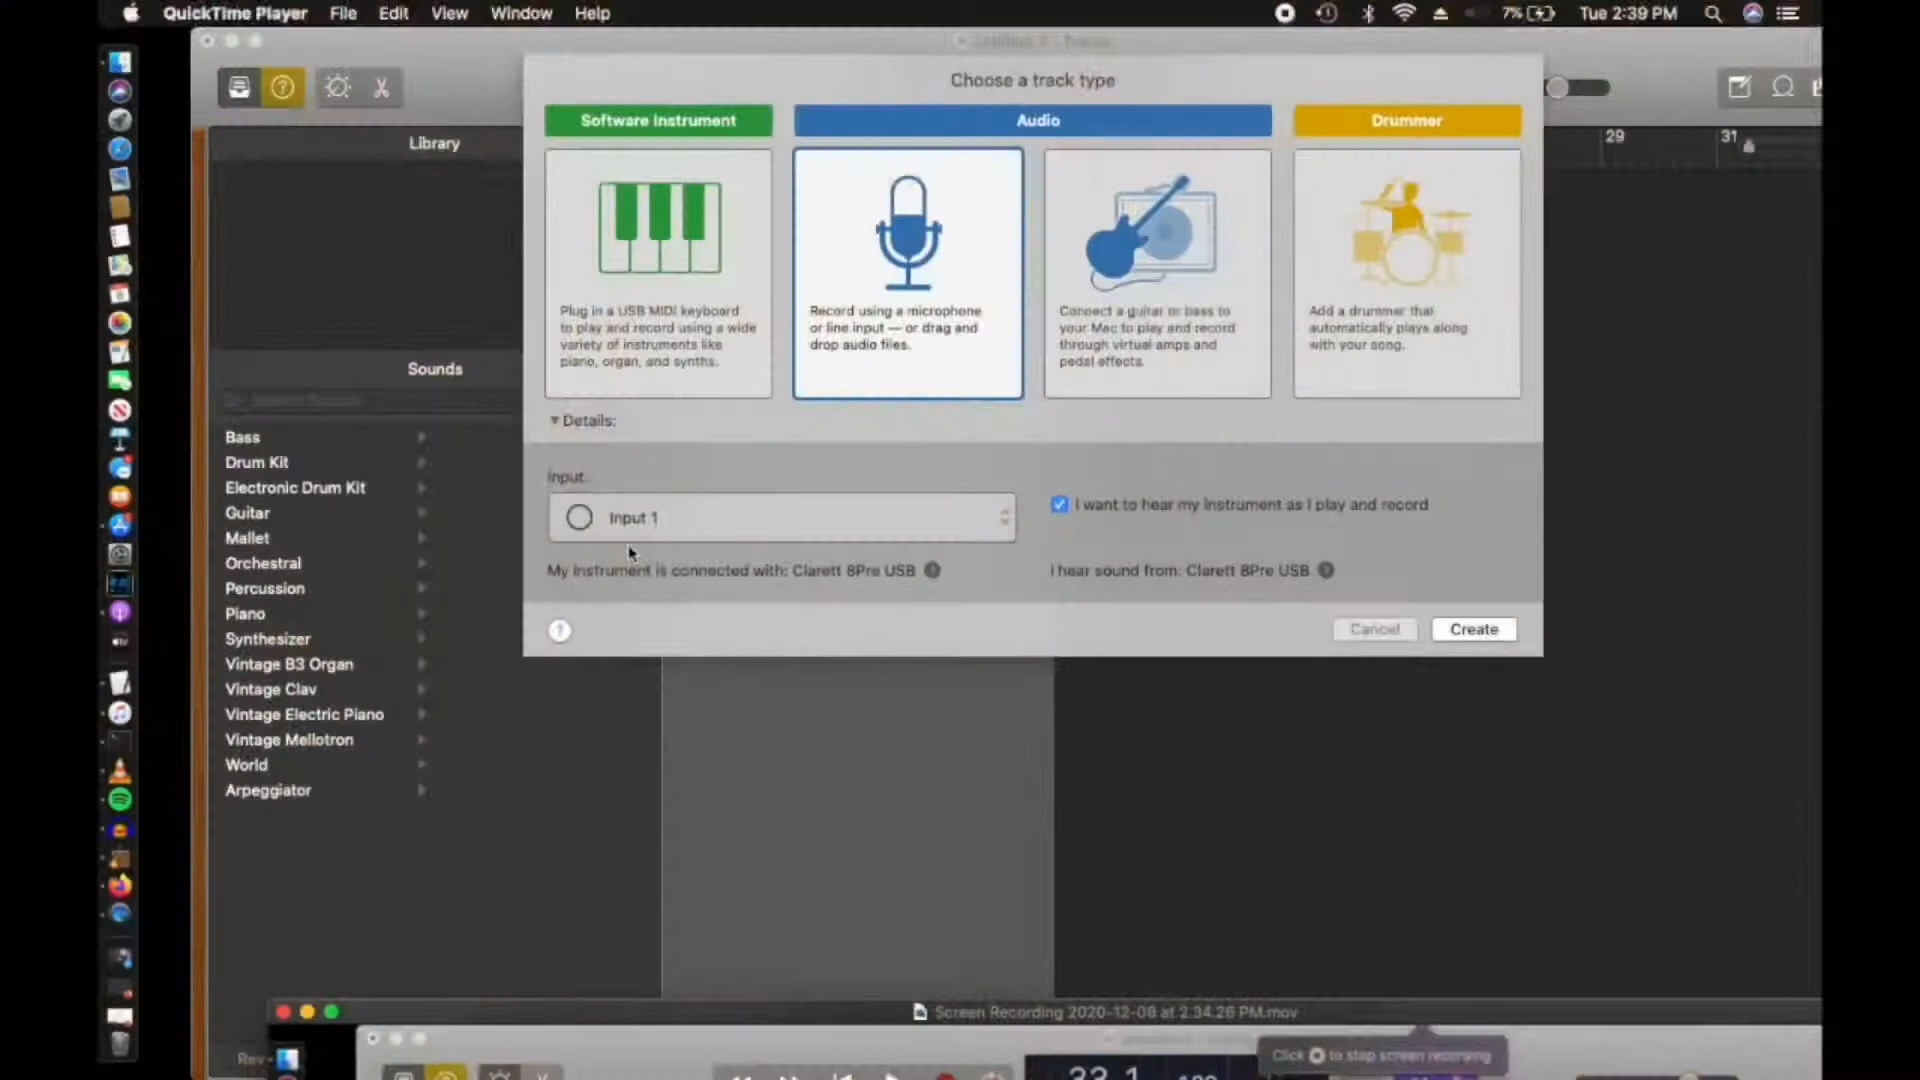 QuickTime Player File Edit View Window Help 7% Tue 2:39 PM
Choose a track type
Software Instrument Audio Drummer
29 31
Library
Plug in a USB MIDI keyboard
to play and record using a wide
variety of instruments like
piano, organ, and synths.
Record using a microphone
or line input — or drag and
drop audio files.
Connect a guitar or bass to
your Mac to play and record
through virtual amps and
pedal effects.
Add a drummer that
automatically plays along
with your song.
Sounds
Details:
Bass
Drum Kit
Electronic Drum Kit
Guitar
Mallet
Orchestral
Percussion
Piano
Synthesizer
Vintage B3 Organ
Vintage Clav
Vintage Electric Piano
Vintage Mellotron
World
Arpeggiator
Input
Input 1
I want to hear my instrument as I play and record
My instrument is connected with: Clarett 8Pre USB
I hear sound from: Clarett 8Pre USB
Cancel Create
Screen Recording 2020-12-08 at 2.34.26 PM.mov
Rev
Click to stop screen recording
33 1